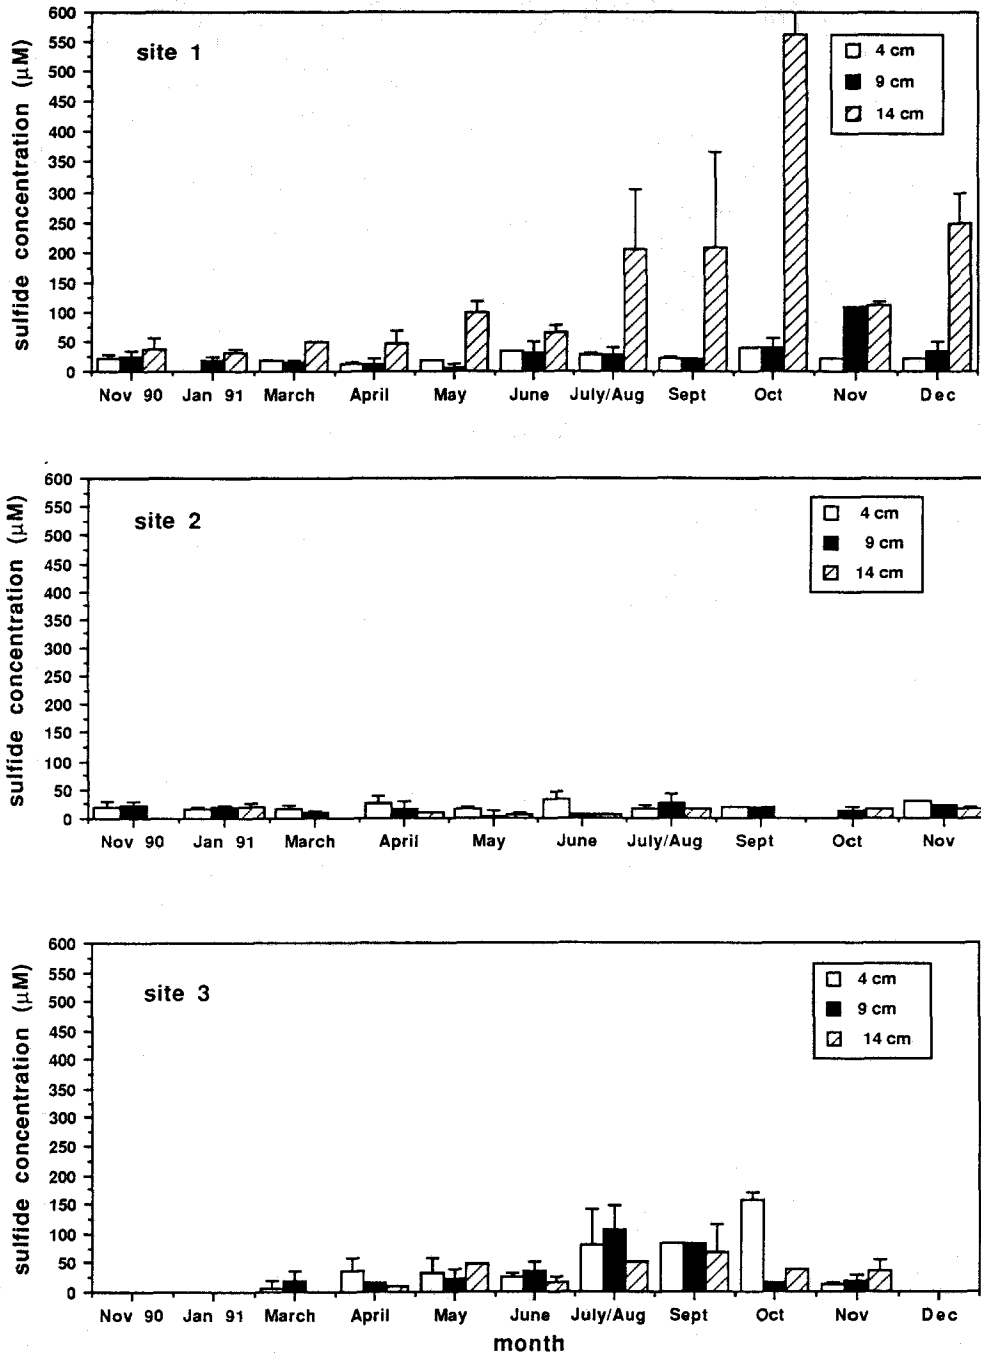 sulfide concentration (µM)
600
550
500
450
400
350
300
250
200
150
100
50
0
site 1
4 cm
9 cm
14 cm
Nov 90 Jan 91 March April May June July/Aug Sept Oct Nov Dec
sulfide concentration (µM)
600
550
500
450
400
350
300
250
200
150
100
50
0
site 2
4 cm
9 cm
14 cm
Nov 90 Jan 91 March April May June July/Aug Sept Oct Nov
sulfide concentration (µM)
600
550
500
450
400
350
300
250
200
150
100
50
0
site 3
4 cm
9 cm
14 cm
Nov 90 Jan 91 March April May June July/Aug Sept Oct Nov Dec
month